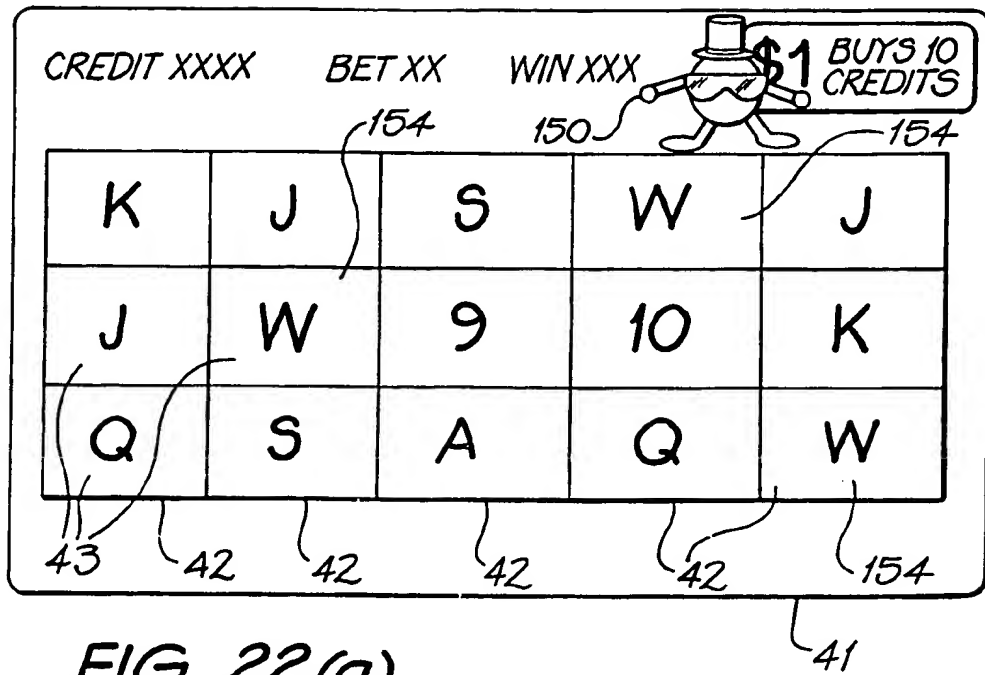 CREDIT XXXX BET XX WIN XXX $1 BUYS 10
CREDITS
154 150 154
K J S W J
J W 9 10 K
Q S A Q W
43 42 42 42 42 154
41
FIG. 22(a)